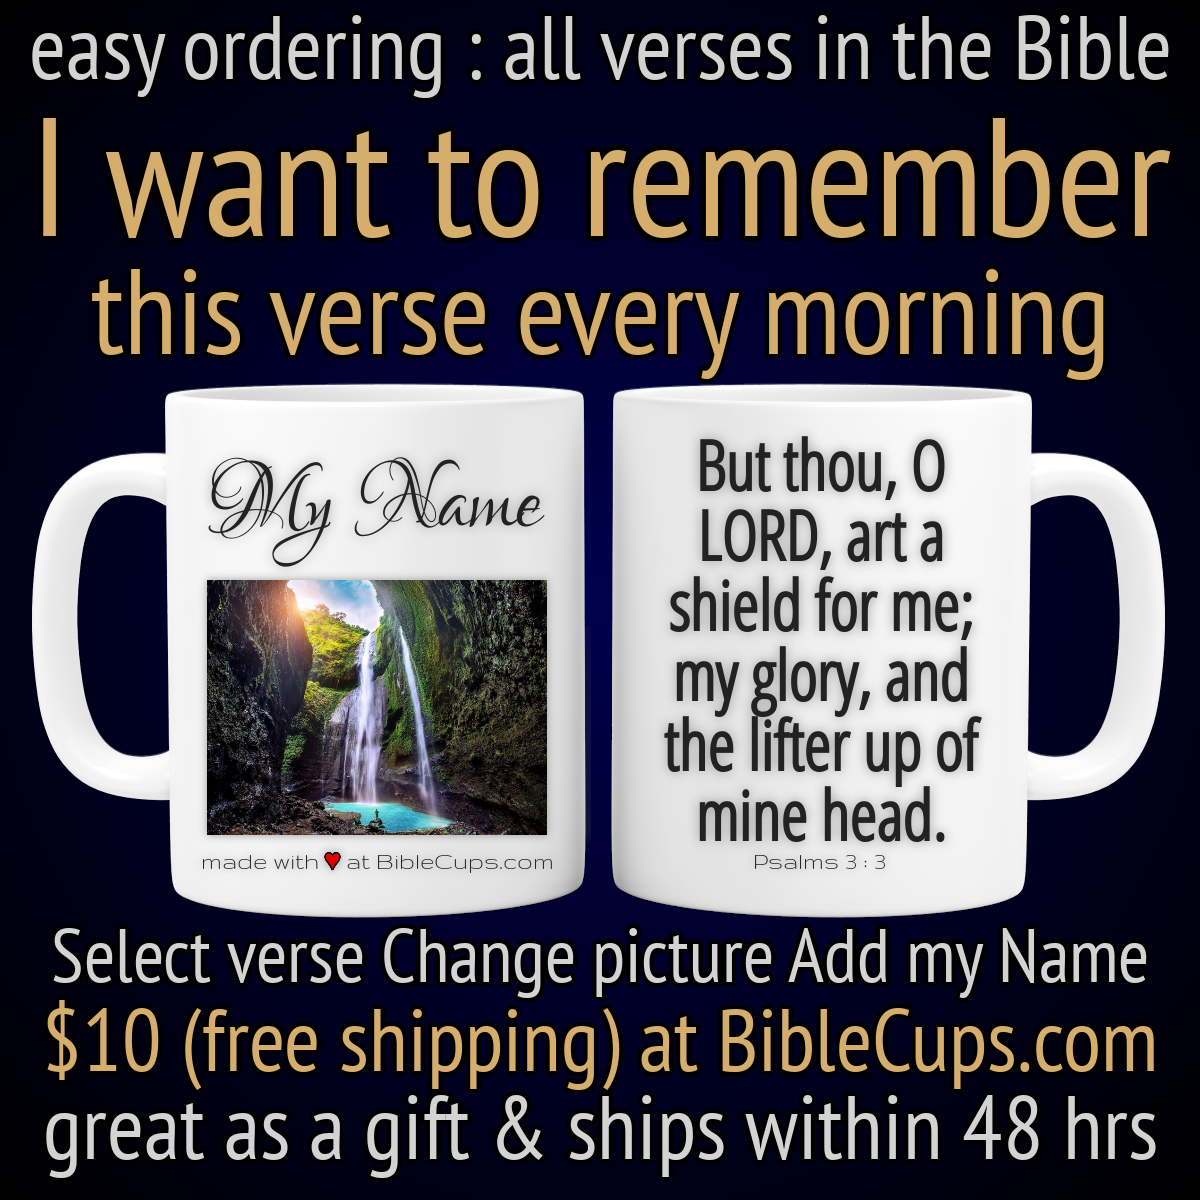 easy ordering : all verses in the Bible
I want to remember
this verse every morning
My Name
made with ♥ at BibleCups.com
But thou, O
LORD, art a
shield for me;
my glory, and
the lifter up of
mine head.
Psalms 3 : 3
Select verse Change picture Add my Name
$10 (free shipping) at BibleCups.com
great as a gift & ships within 48 hrs